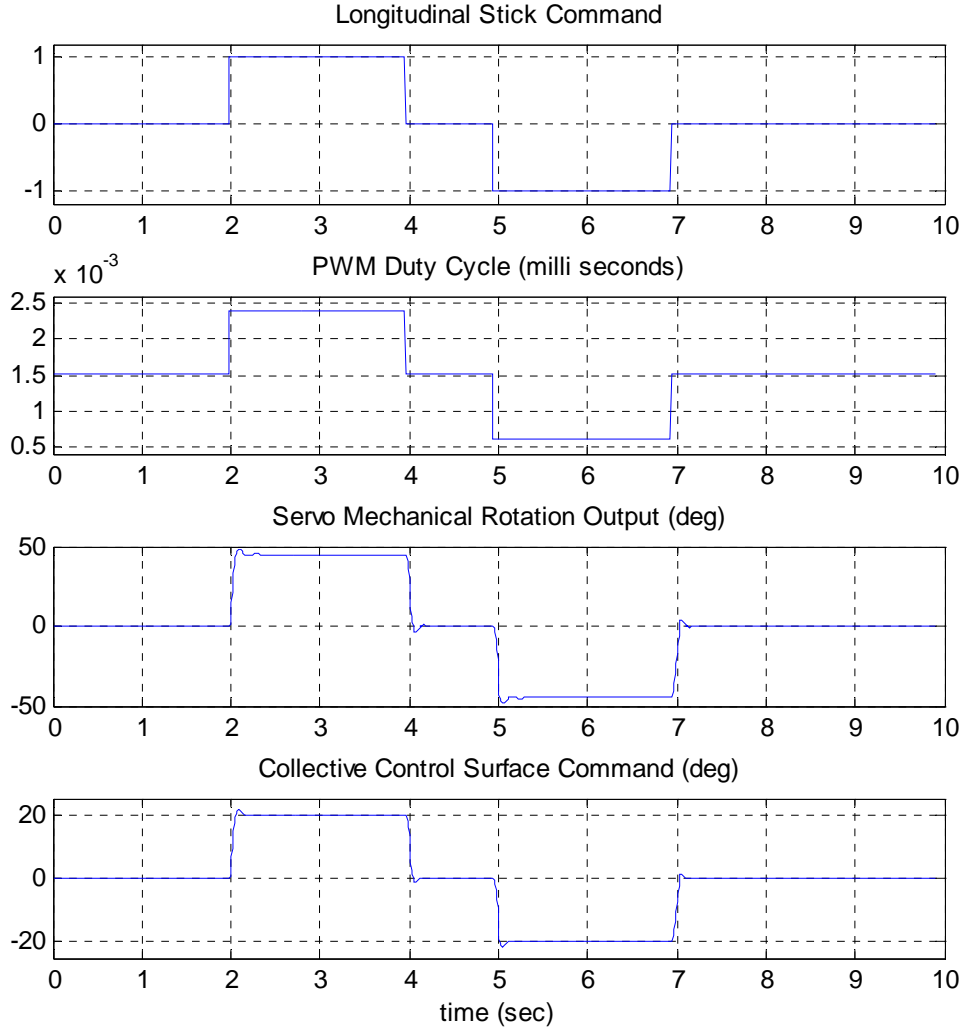 Longitudinal Stick Command
1
0
-1
0 1 2 3 4 5 6 7 8 9 10
x 10-3
PWM Duty Cycle (milli seconds)
2.5
2
1.5
1
0.5
0 1 2 3 4 5 6 7 8 9 10
Servo Mechanical Rotation Output (deg)
50
0
-50
0 1 2 3 4 5 6 7 8 9 10
Collective Control Surface Command (deg)
20
0
-20
0 1 2 3 4 5 6 7 8 9 10
time (sec)